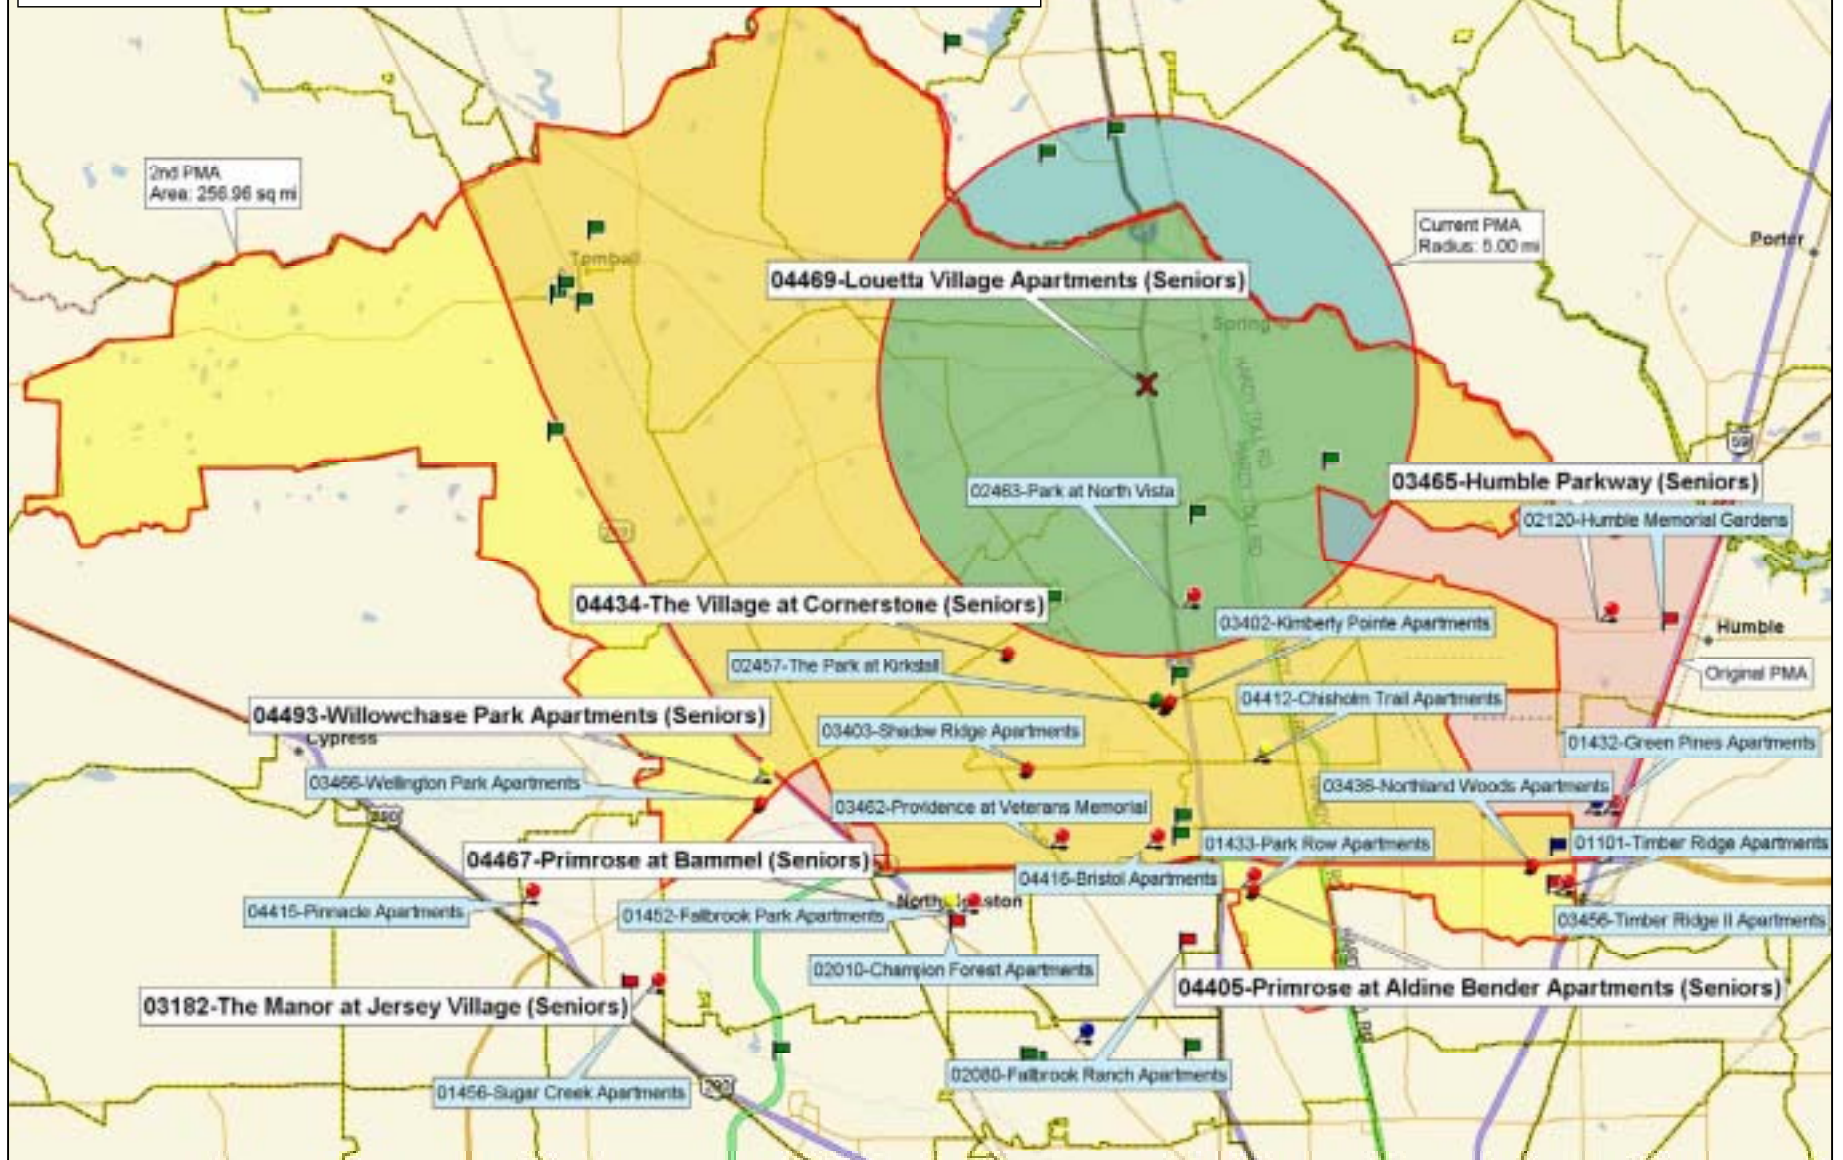 2nd PMA
Area: 256.96 sq mi
Current PMA
Radius: 5.00 mi
Porter
Tomball
04469-Louetta Village Apartments (Seniors)
Spring
HARDY TOLL RD
59
03465-Humble Parkway (Seniors)
02463-Park at North Vista
02120-Humble Memorial Gardens
04434-The Village at Cornerstone (Seniors)
03402-Kimberly Pointe Apartments
Humble
02457-The Park at Kirkstall
Original PMA
04412-Chisholm Trail Apartments
04493-Willowchase Park Apartments (Seniors)
03403-Shadow Ridge Apartments
Cypress
01432-Green Pines Apartments
03466-Wellington Park Apartments
03436-Northland Woods Apartments
03462-Providence at Veterans Memorial
290
01433-Park Row Apartments
01101-Timber Ridge Apartments
04467-Primrose at Bammel (Seniors)
04416-Bristol Apartments
04415-Pinnacle Apartments
01452-Fallbrook Park Apartments
03456-Timber Ridge II Apartments
02010-Champion Forest Apartments
04405-Primrose at Aldine Bender Apartments (Seniors)
03182-The Manor at Jersey Village (Seniors)
02080-Fallbrook Ranch Apartments
01456-Sugar Creek Apartments
290